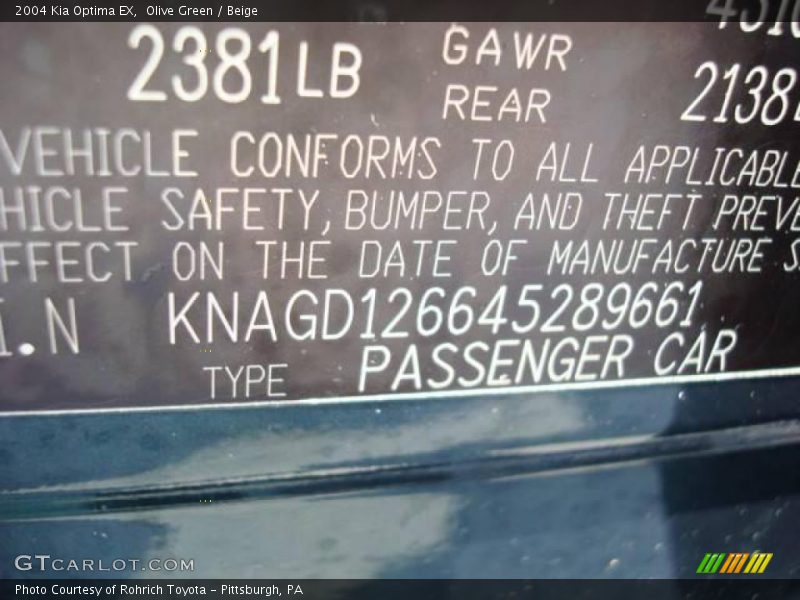 2004 Kia Optima EX,  Olive Green / Beige
2381LB GAWR
REAR 2138
VEHICLE CONFORMS TO ALL APPLICABLE
HICLE SAFETY, BUMPER, AND THEFT PREVE
FFECT ON THE DATE OF MANUFACTURE S
I.N KNAGD126645289661
TYPE PASSENGER CAR
GTCARLOT.COM
Photo Courtesy of Rohrich Toyota - Pittsburgh, PA